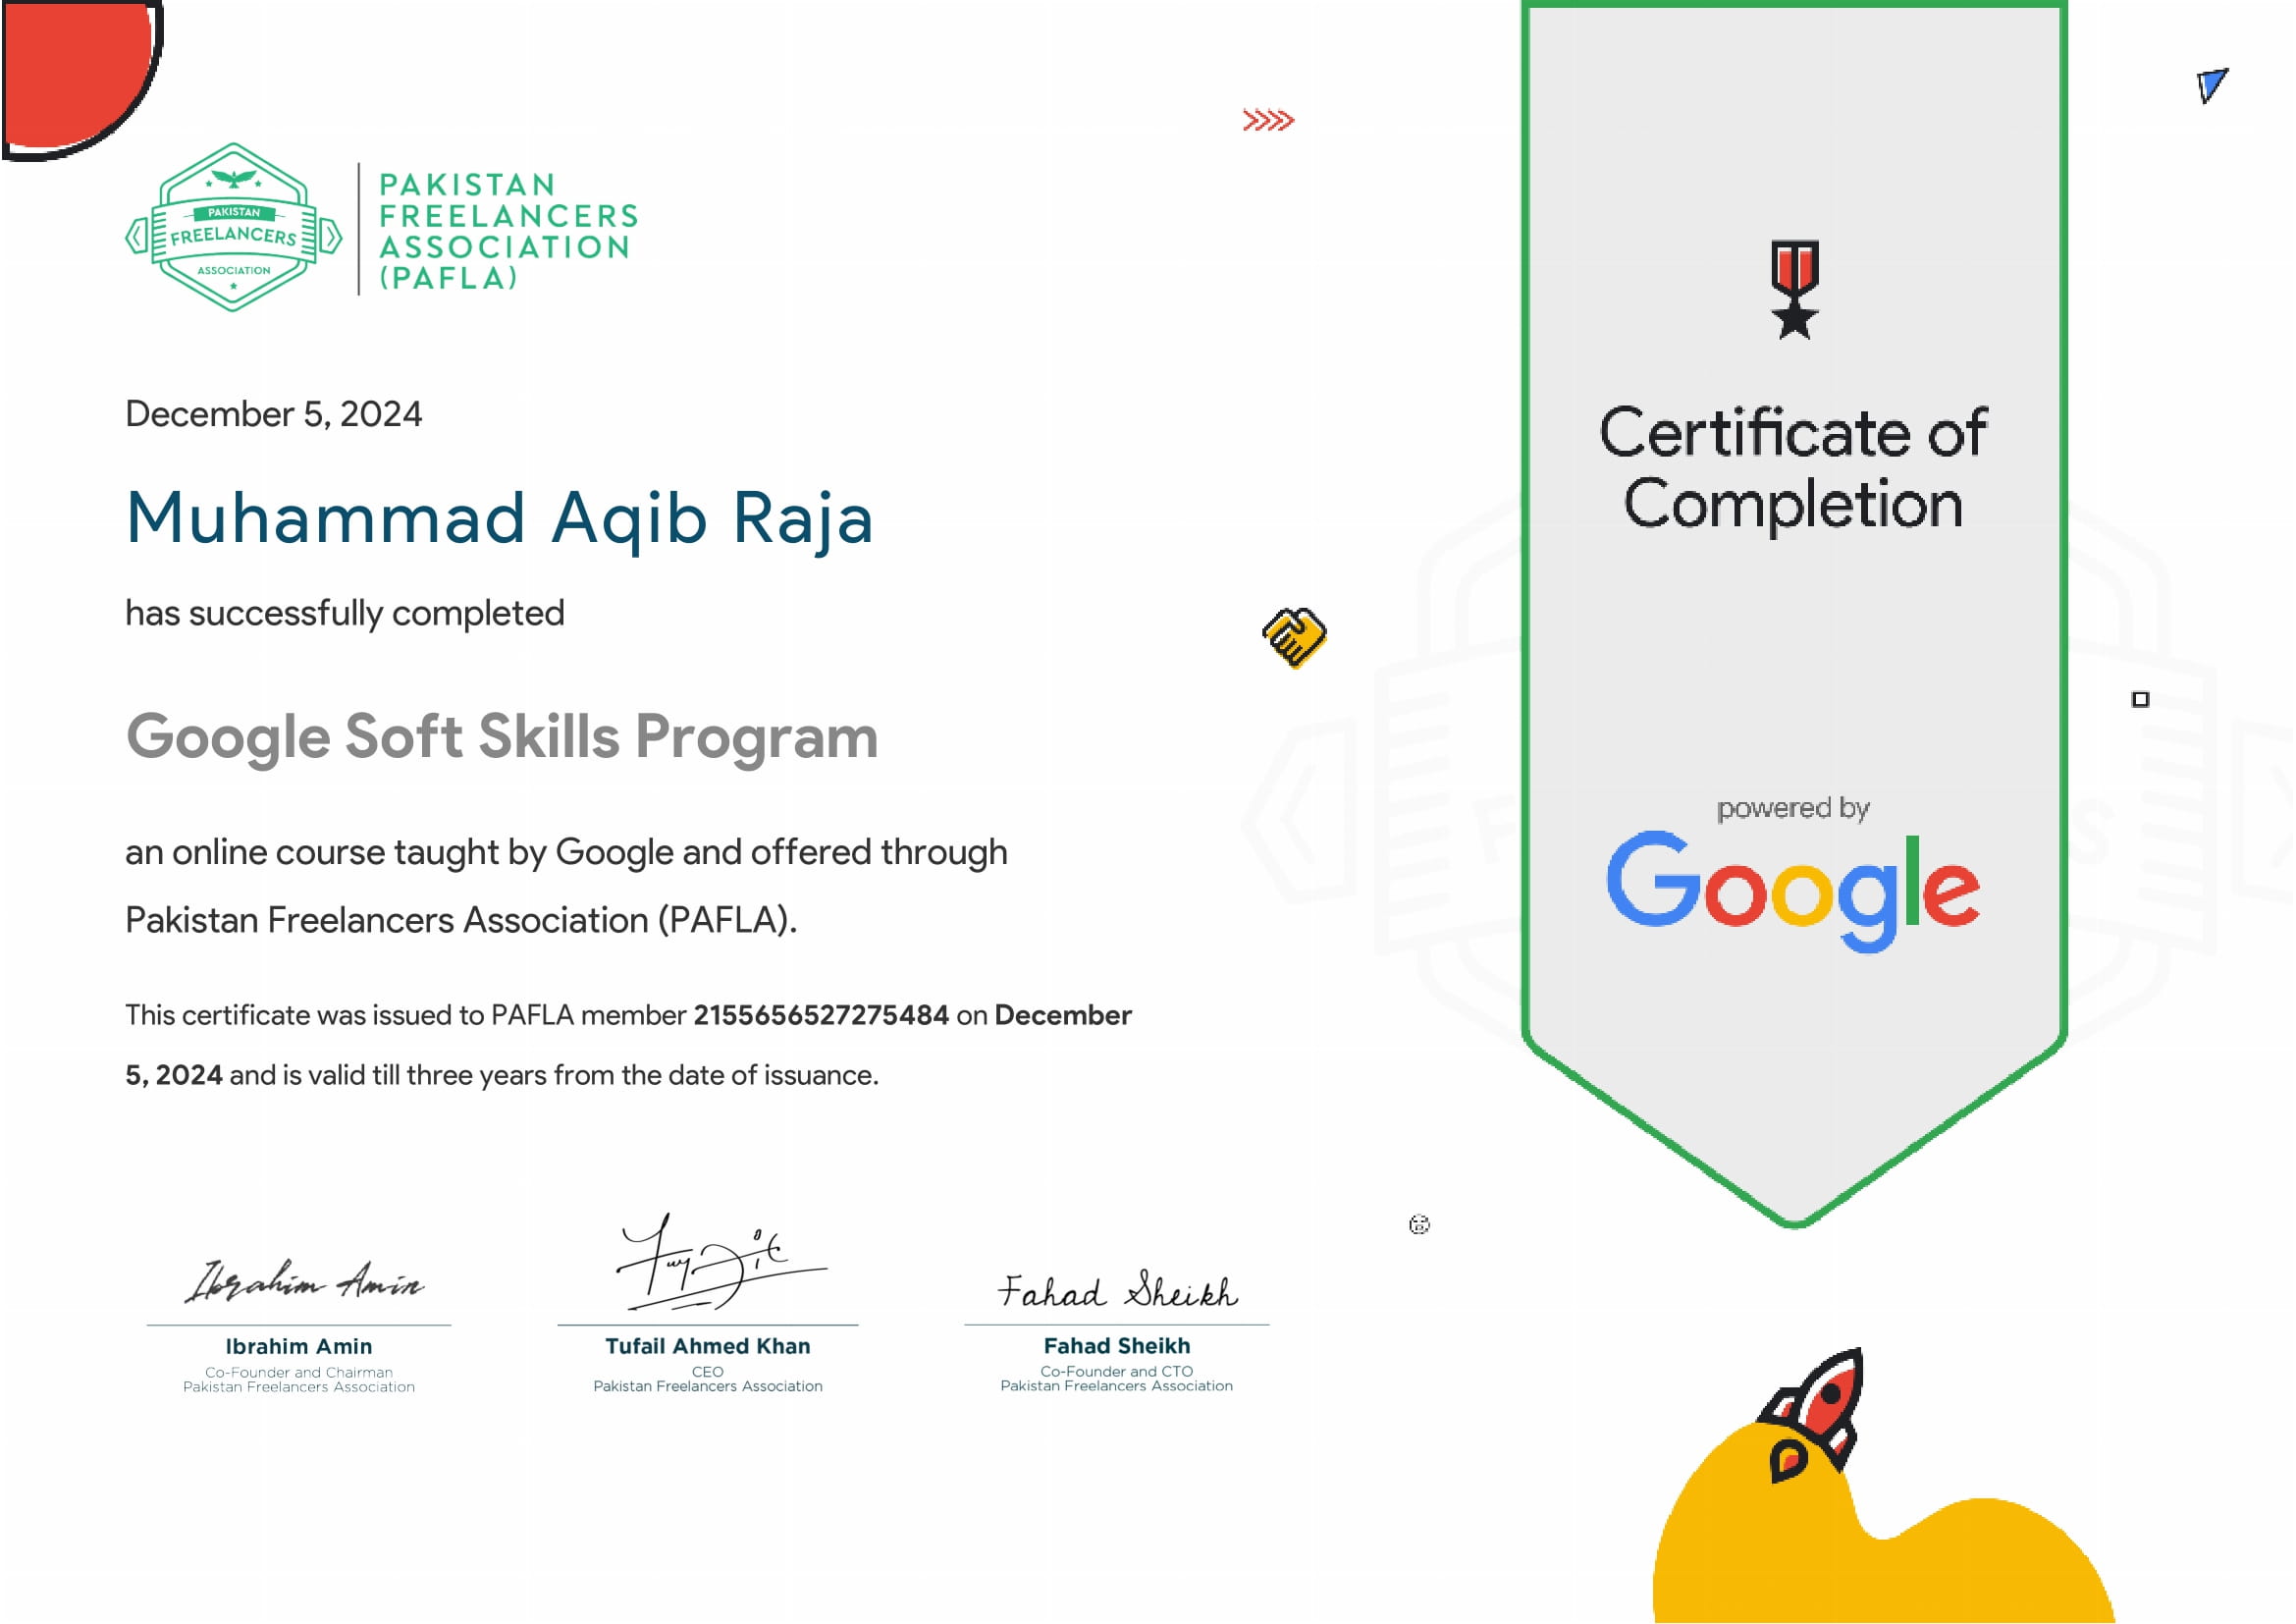 PAKISTAN
FREELANCERS
ASSOCIATION
PAKISTAN
FREELANCERS
ASSOCIATION
(PAFLA)
December 5, 2024
Muhammad Aqib Raja
has successfully completed
Google Soft Skills Program
an online course taught by Google and offered through
Pakistan Freelancers Association (PAFLA).
This certificate was issued to PAFLA member 2155656527275484 on December
5, 2024 and is valid till three years from the date of issuance.
Ibrahim Amin
Ibrahim Amin
Co-Founder and Chairman
Pakistan Freelancers Association
Tufail Ahmed Khan
CEO
Pakistan Freelancers Association
Fahad Sheikh
Fahad Sheikh
Co-Founder and CTO
Pakistan Freelancers Association
Certificate of
Completion
powered by
Google